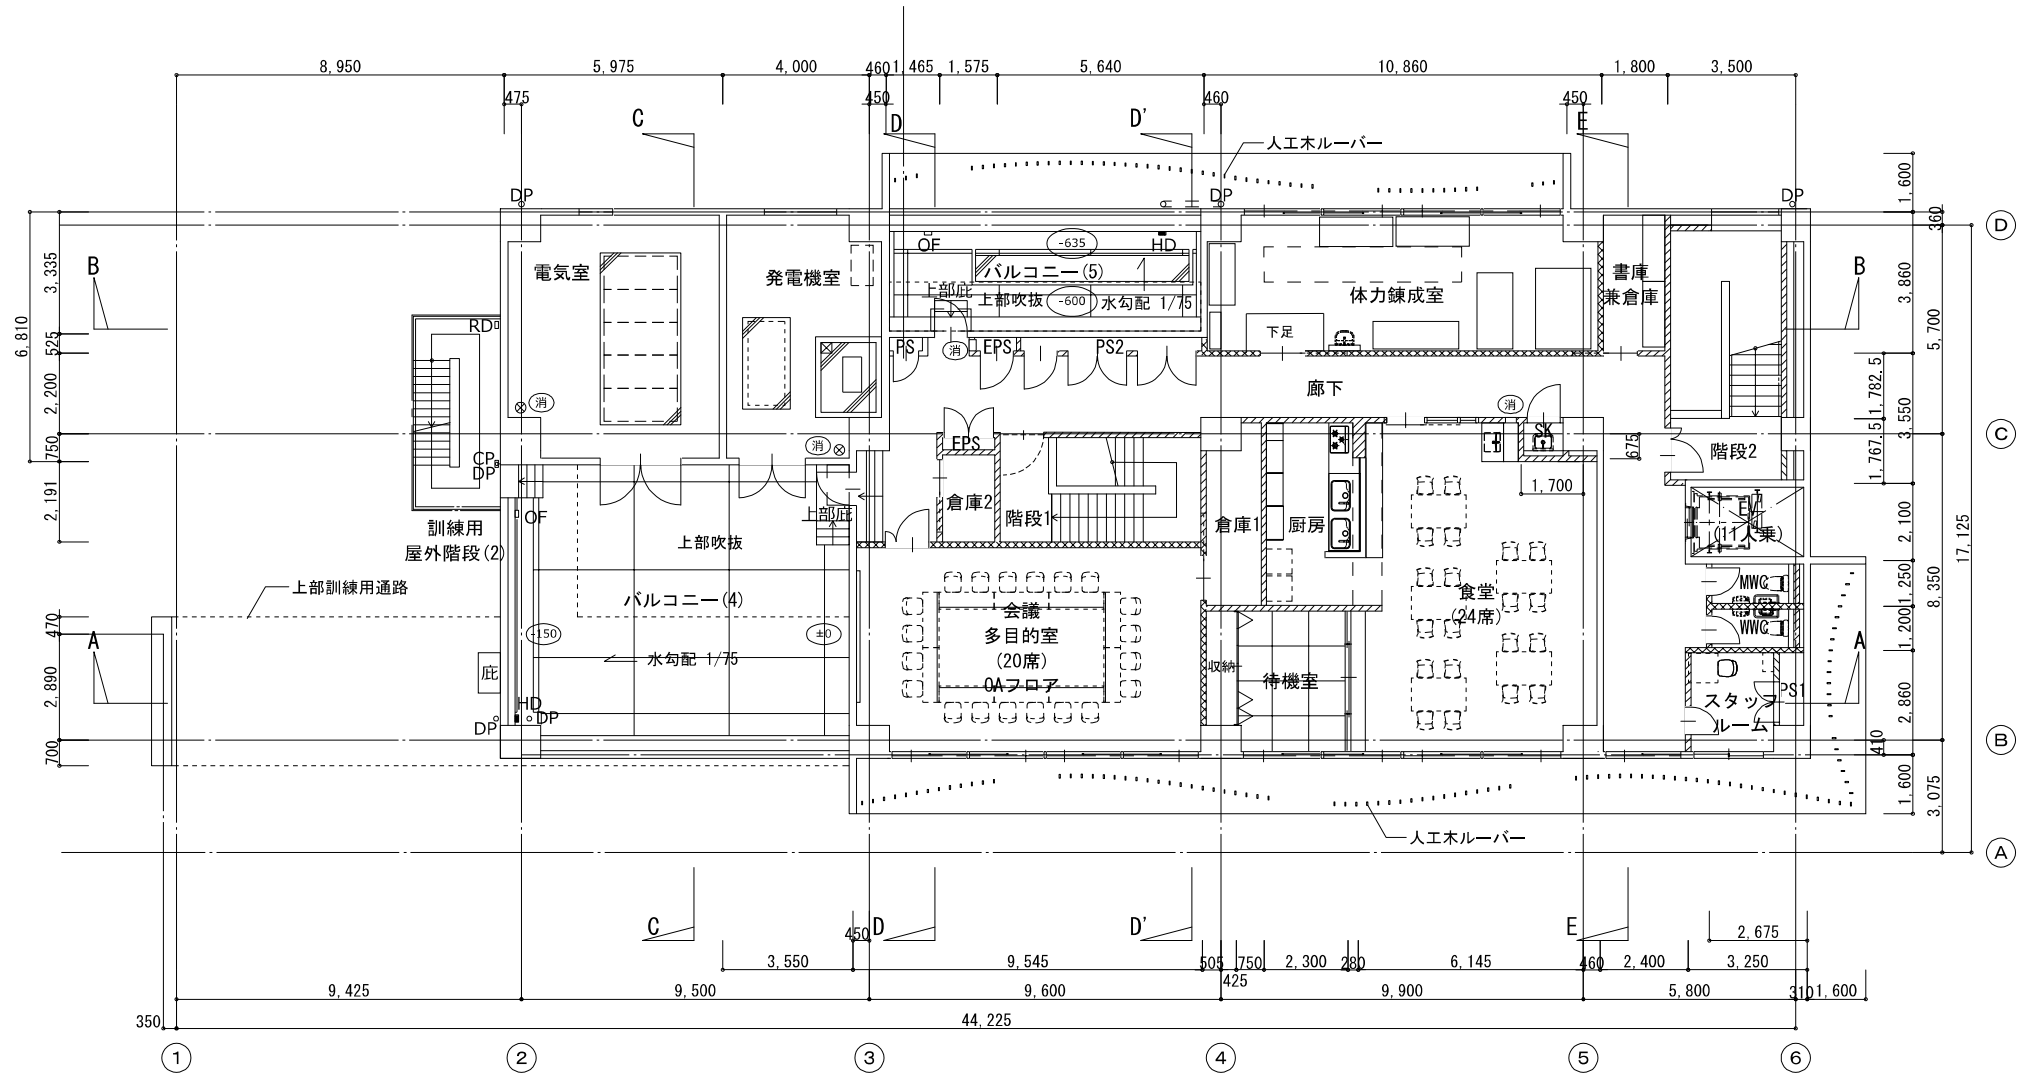 8,950
5,975
4,000
460
1,465
1,575
5,640
10,860
1,800
3,500
475
450
460
450
C
D
D'
E
人工木ルーバー
DP
DP
DP
1,600
360
D
OF
-635
HD
電気室
発電機室
バルコニー(5)
書庫
兼倉庫
B
B
3,335
3,860
6,810
上部庇
上部吹抜
-600
水勾配 1/75
体力錬成室
5,700
RD
下足
525
PS
消
EPS
PS2
2,200
廊下
1,782.5
消
消
3,550
消
SK
C
750
EPS
675
階段2
1,767.5
CP
DP
1,700
2,191
倉庫2
階段1
倉庫1
厨房
EV
(11人乗)
2,100
17,125
OF
上部庇
訓練用
屋外階段(2)
上部吹抜
上部訓練用通路
MWC
1,250
バルコニー(4)
会議
多目的室
(20席)
OAフロア
食堂
(24席)
8,350
1,200
WWC
470
A
A
-150
±0
水勾配 1/75
庇
収納
待機室
スタッフ
ルーム
PS1
2,890
2,860
HD
DP
DP
B
700
410
1,600
3,075
人工木ルーバー
A
C
D
D'
E
450
2,675
3,550
9,545
505
750
2,300
280
6,145
460
2,400
3,250
425
9,425
9,500
9,600
9,900
5,800
310
1,600
350
44,225
1
2
3
4
5
6